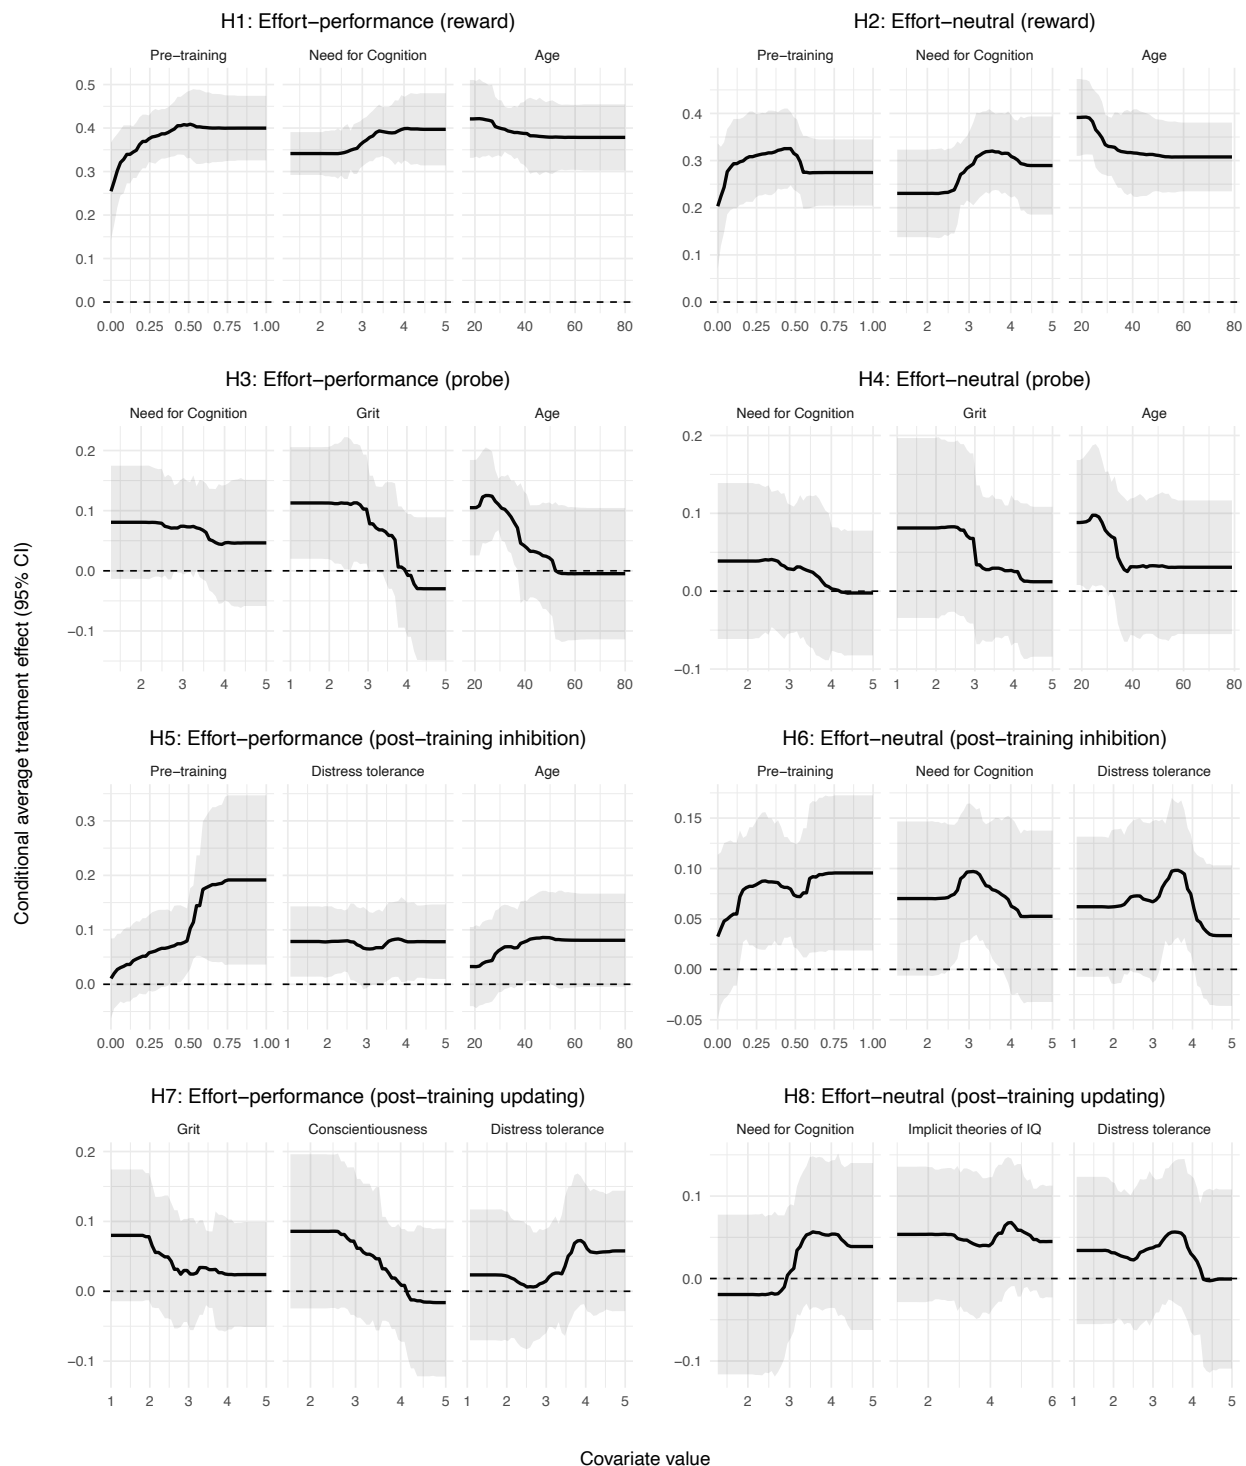 H1: Effort−performance (reward)
Pre−training Need for Cognition Age
0.5
0.4
0.3
0.2
0.1
0.0
0.00 0.25 0.50 0.75 1.00 2 3 4 5 20 40 60 80
H2: Effort−neutral (reward)
Pre−training Need for Cognition Age
0.4
0.3
0.2
0.1
0.0
0.00 0.25 0.50 0.75 1.00 2 3 4 5 20 40 60 80
H3: Effort−performance (probe)
Need for Cognition Grit Age
0.2
0.1
0.0
−0.1
2 3 4 5 1 2 3 4 5 20 40 60 80
H4: Effort−neutral (probe)
Need for Cognition Grit Age
0.2
0.1
0.0
−0.1
2 3 4 5 1 2 3 4 5 20 40 60 80
Conditional average treatment effect (95% CI)
H5: Effort−performance (post−training inhibition)
Pre−training Distress tolerance Age
0.3
0.2
0.1
0.0
0.00 0.25 0.50 0.75 1.00 1 2 3 4 5 20 40 60 80
H6: Effort−neutral (post−training inhibition)
Pre−training Need for Cognition Distress tolerance
0.15
0.10
0.05
0.00
−0.05
0.00 0.25 0.50 0.75 1.00 2 3 4 5 1 2 3 4 5
H7: Effort−performance (post−training updating)
Grit Conscientiousness Distress tolerance
0.2
0.1
0.0
−0.1
1 2 3 4 5 2 3 4 5 1 2 3 4 5
H8: Effort−neutral (post−training updating)
Need for Cognition Implicit theories of IQ Distress tolerance
0.1
0.0
−0.1
2 3 4 5 2 4 6 1 2 3 4 5
Covariate value